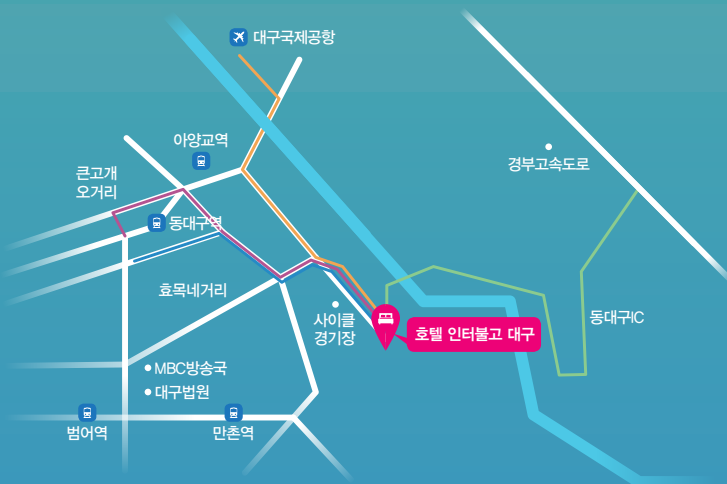 대구국제공항
아양교역
경부고속도로
큰고개
오거리
동대구역
효목네거리
사이클
경기장
호텔 인터불고 대구
동대구IC
MBC방송국
대구법원
범어역
만촌역